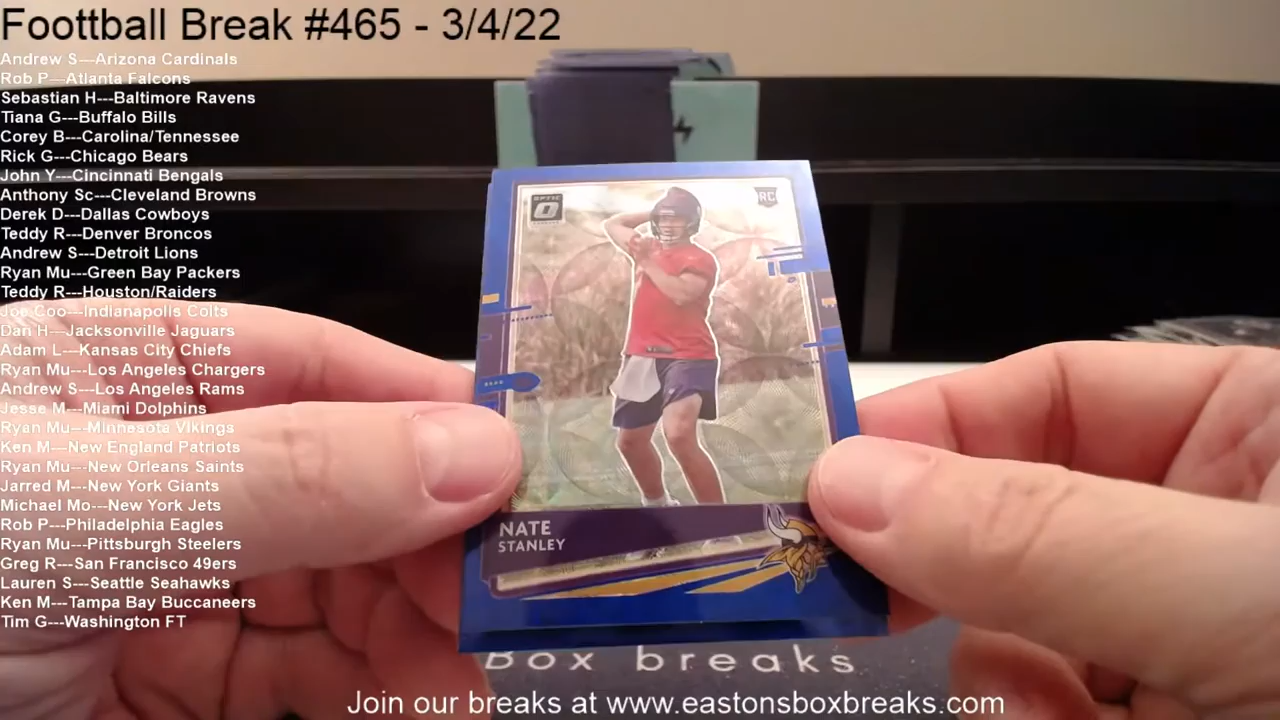 Foottball Break #465 - 3/4/22
Andrew S---Arizona Cardinals
Rob P---Atlanta Falcons
Sebastian H---Baltimore Ravens
Tiana G---Buffalo Bills
Corey B---Carolina/Tennessee
Rick G---Chicago Bears
John Y---Cincinnati Bengals
Anthony Sc---Cleveland Browns
Derek D---Dallas Cowboys
Teddy R---Denver Broncos
Andrew S---Detroit Lions
Ryan Mu---Green Bay Packers
Teddy R---Houston/Raiders
Joe Coo---Indianapolis Colts
Dan H---Jacksonville Jaguars
Adam L---Kansas City Chiefs
Ryan Mu---Los Angeles Chargers
Andrew S---Los Angeles Rams
Jesse M---Miami Dolphins
Ryan Mu---Minnesota Vikings
Ken M---New England Patriots
Ryan Mu---New Orleans Saints
Jarred M---New York Giants
Michael Mo---New York Jets
Rob P---Philadelphia Eagles
Ryan Mu---Pittsburgh Steelers
Greg R---San Francisco 49ers
Lauren S---Seattle Seahawks
Ken M---Tampa Bay Buccaneers
Tim G---Washington FT
OPTIC
RC
NATE
STANLEY
Box breaks
Join our breaks at www.eastonsboxbreaks.com